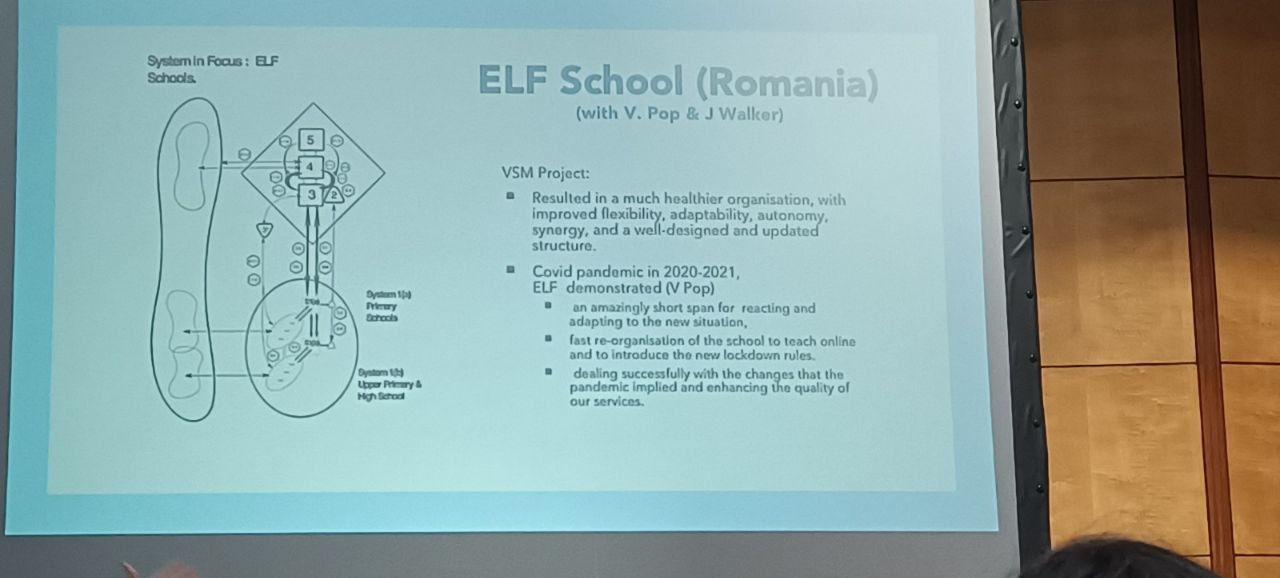 System in Focus : ELF
Schools.
5
4
3
2
System 1(a)
Primary
Schools
System 1(b)
Upper Primary &
High School
ELF School (Romania)
(with V. Pop & J Walker)
VSM Project:
Resulted in a much healthier organisation, with
improved flexibility, adaptability, autonomy,
synergy, and a well-designed and updated
structure.
Covid pandemic in 2020-2021,
ELF demonstrated (V Pop)
an amazingly short span for reacting and
adapting to the new situation,
fast re-organisation of the school to teach online
and to introduce the new lockdown rules.
dealing successfully with the changes that the
pandemic implied and enhancing the quality of
our services.